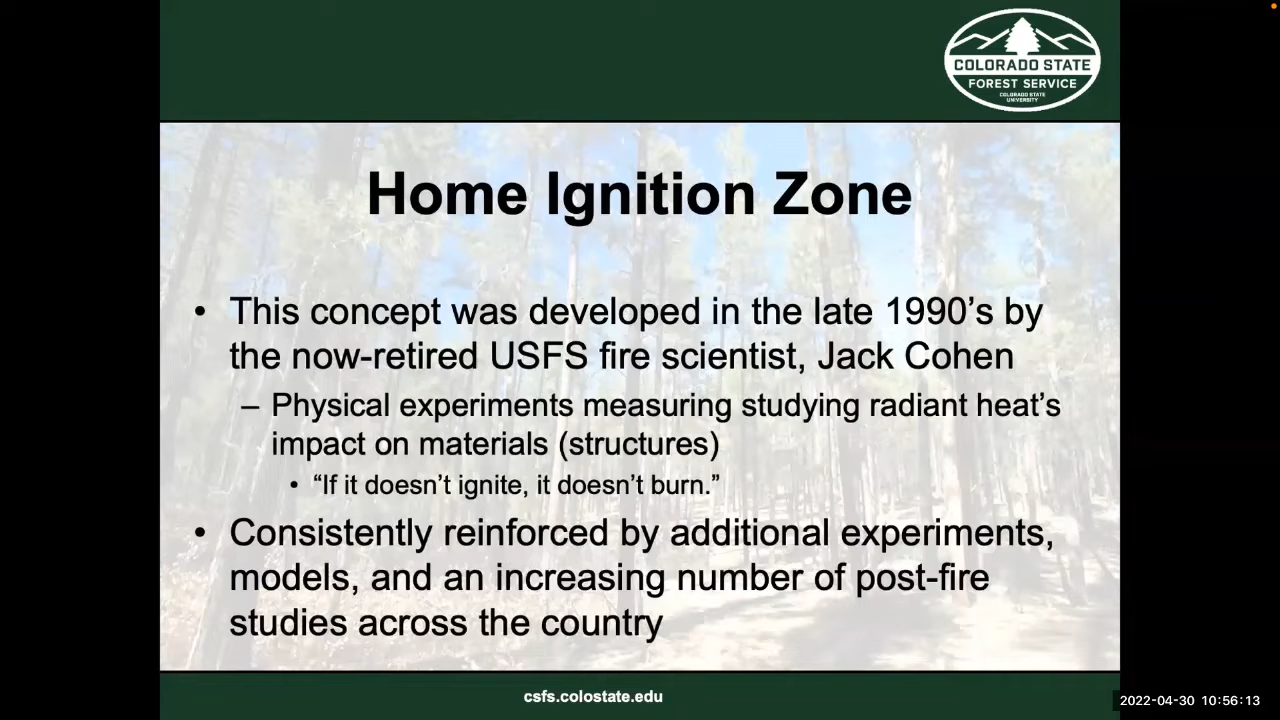 COLORADO STATE
FOREST SERVICE
COLORADO STATE
UNIVERSITY
Home Ignition Zone
• This concept was developed in the late 1990’s by
the now-retired USFS fire scientist, Jack Cohen
– Physical experiments measuring studying radiant heat’s
impact on materials (structures)
• “If it doesn’t ignite, it doesn’t burn.”
• Consistently reinforced by additional experiments,
models, and an increasing number of post-fire
studies across the country
csfs.colostate.edu
2022-04-30 10:56:13